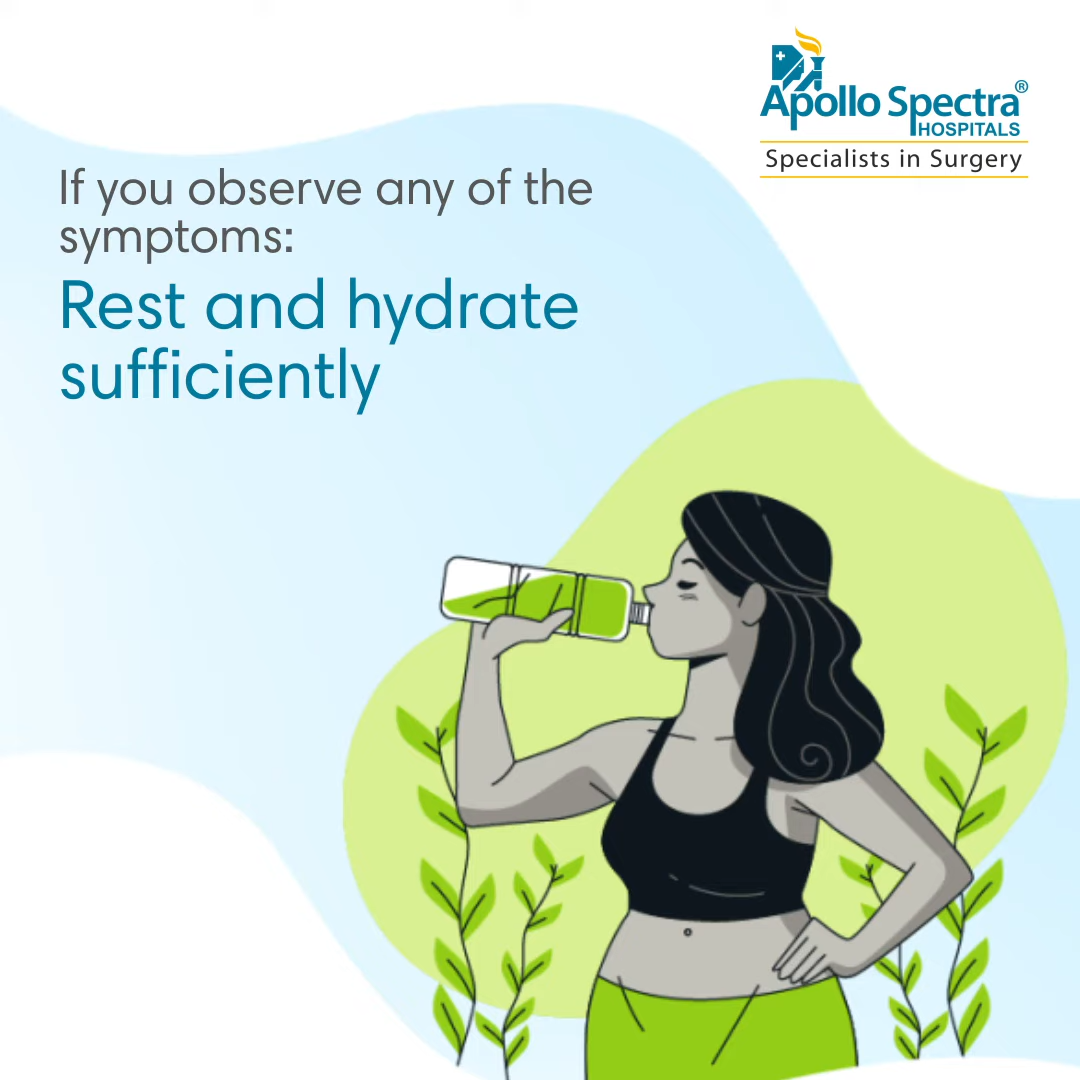 Apollo Spectra®
HOSPITALS
Specialists in Surgery
If you observe any of the
symptoms:
Rest and hydrate
sufficiently